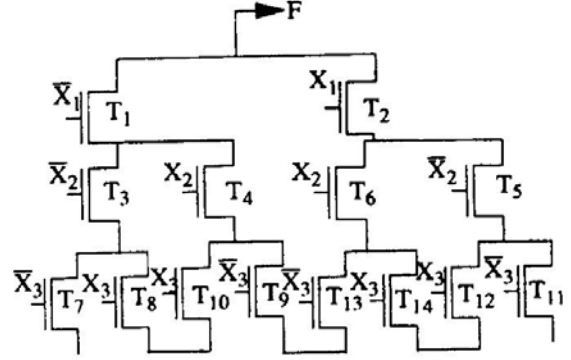 F
X̅₁ T₁ X₁ T₂
X̅₂ T₃ X₂ T₄ X₂ T₆ X̅₂ T₅
X̅₃ T₇ X₃ T₈ X₃ T₁₀ X̅₃ T₉ X̅₃ T₁₃ X₃ T₁₄ X₃ T₁₂ X̅₃ T₁₁